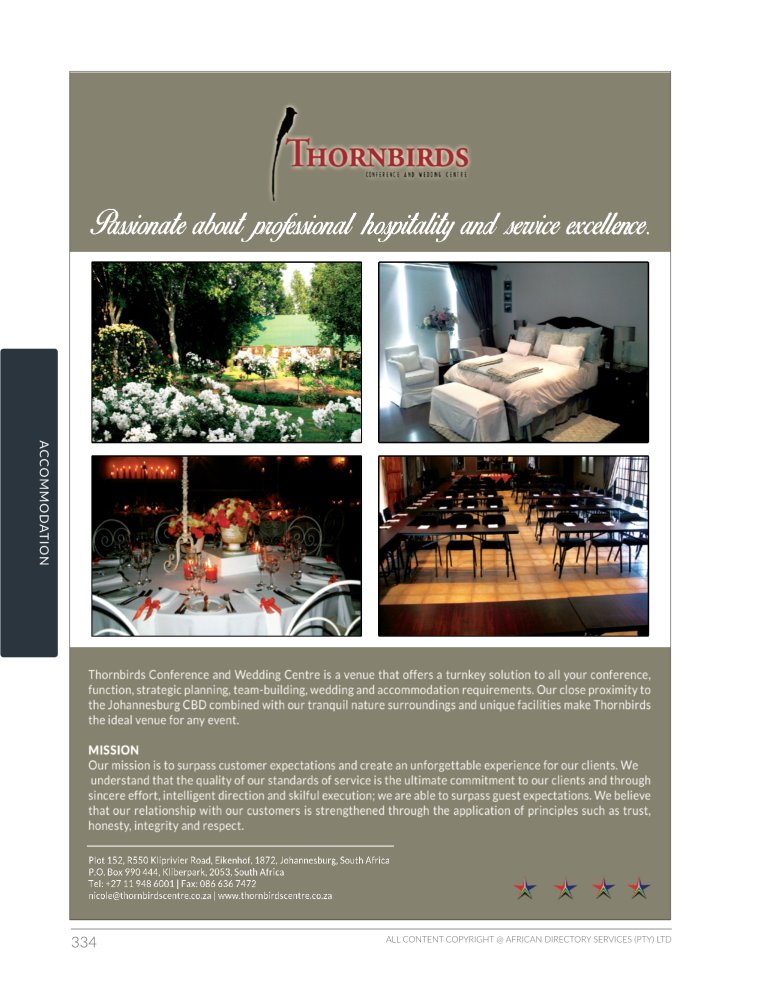 THORNBIRDS
CONFERENCE AND WEDDING CENTRE
Passionate about professional hospitality and service excellence.
ACCOMMODATION
Thornbirds Conference and Wedding Centre is a venue that offers a turnkey solution to all your conference,
function, strategic planning, team-building, wedding and accommodation requirements. Our close proximity to
the Johannesburg CBD combined with our tranquil nature surroundings and unique facilities make Thornbirds
the ideal venue for any event.
MISSION
Our mission is to surpass customer expectations and create an unforgettable experience for our clients. We
understand that the quality of our standards of service is the ultimate commitment to our clients and through
sincere effort, intelligent direction and skilful execution; we are able to surpass guest expectations. We believe
that our relationship with our customers is strengthened through the application of principles such as trust,
honesty, integrity and respect.
Plot 152, R550 Kliprivier Road, Eikenhof, 1872, Johannesburg, South Africa
P.O. Box 990 444, Kliberpark, 2053, South Africa
Tel: +27 11 948 6001 | Fax: 086 636 7472
nicole@thornbirdscentre.co.za | www.thornbirdscentre.co.za
334
ALL CONTENT COPYRIGHT @ AFRICAN DIRECTORY SERVICES (PTY) LTD